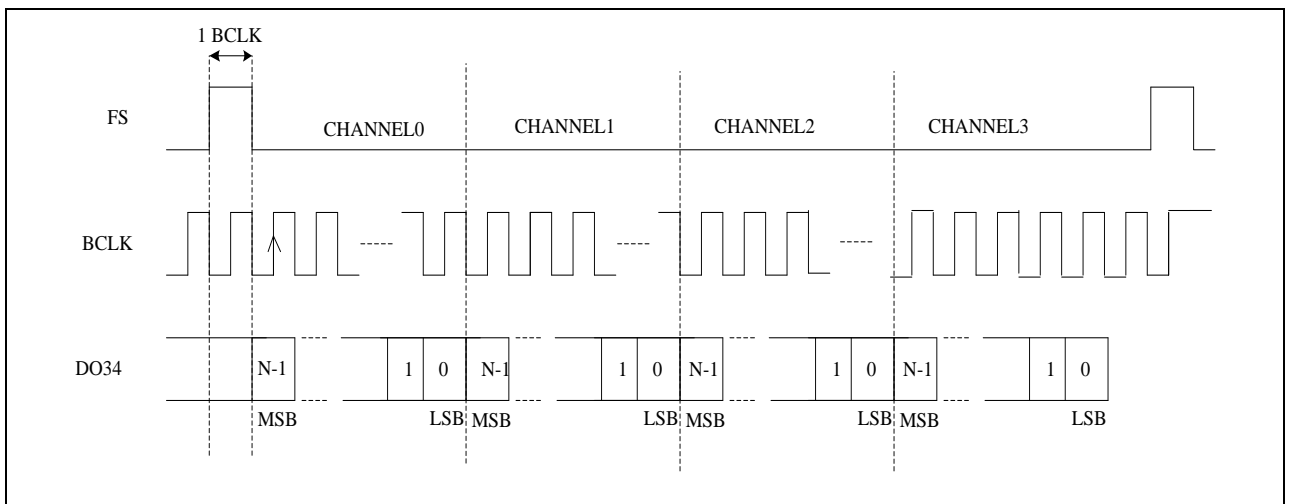 1 BCLK
FS
CHANNEL0 CHANNEL1 CHANNEL2 CHANNEL3
BCLK
DO34 N-1 1 0 N-1 1 0 N-1 1 0 N-1 1 0
MSB LSB MSB LSB MSB LSB MSB LSB